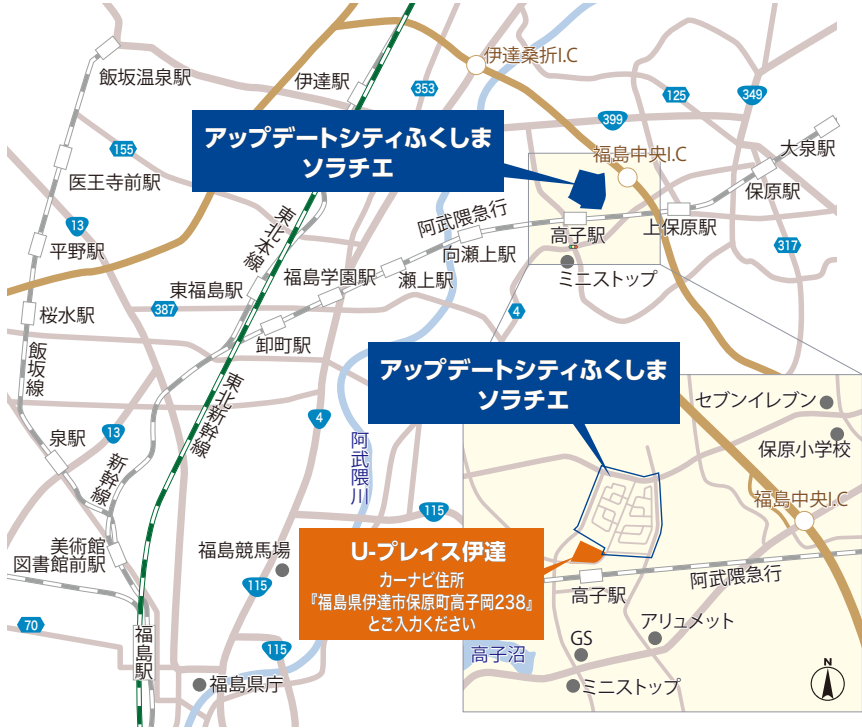 伊達桑折I.C
飯坂温泉駅
伊達駅
353
125
349
399
アップデートシティふくしま
ソラチエ
155
福島中央I.C
大泉駅
医王寺前駅
保原駅
13
東北本線
阿武隈急行
高子駅
上保原駅
平野駅
向瀬上駅
317
福島学園駅
瀬上駅
ミニストップ
東福島駅
387
4
桜水駅
卸町駅
飯坂線
アップデートシティふくしま
ソラチエ
東北新幹線
セブンイレブン
4
13
泉駅
保原小学校
阿武隈川
新幹線
福島中央I.C
115
美術館
図書館前駅
福島競馬場
U-プレイス伊達
カーナビ住所
『福島県伊達市保原町高子岡238』
とご入力ください
阿武隈急行
115
高子駅
70
アリュメット
福島駅
GS
高子沼
115
福島県庁
ミニストップ
N